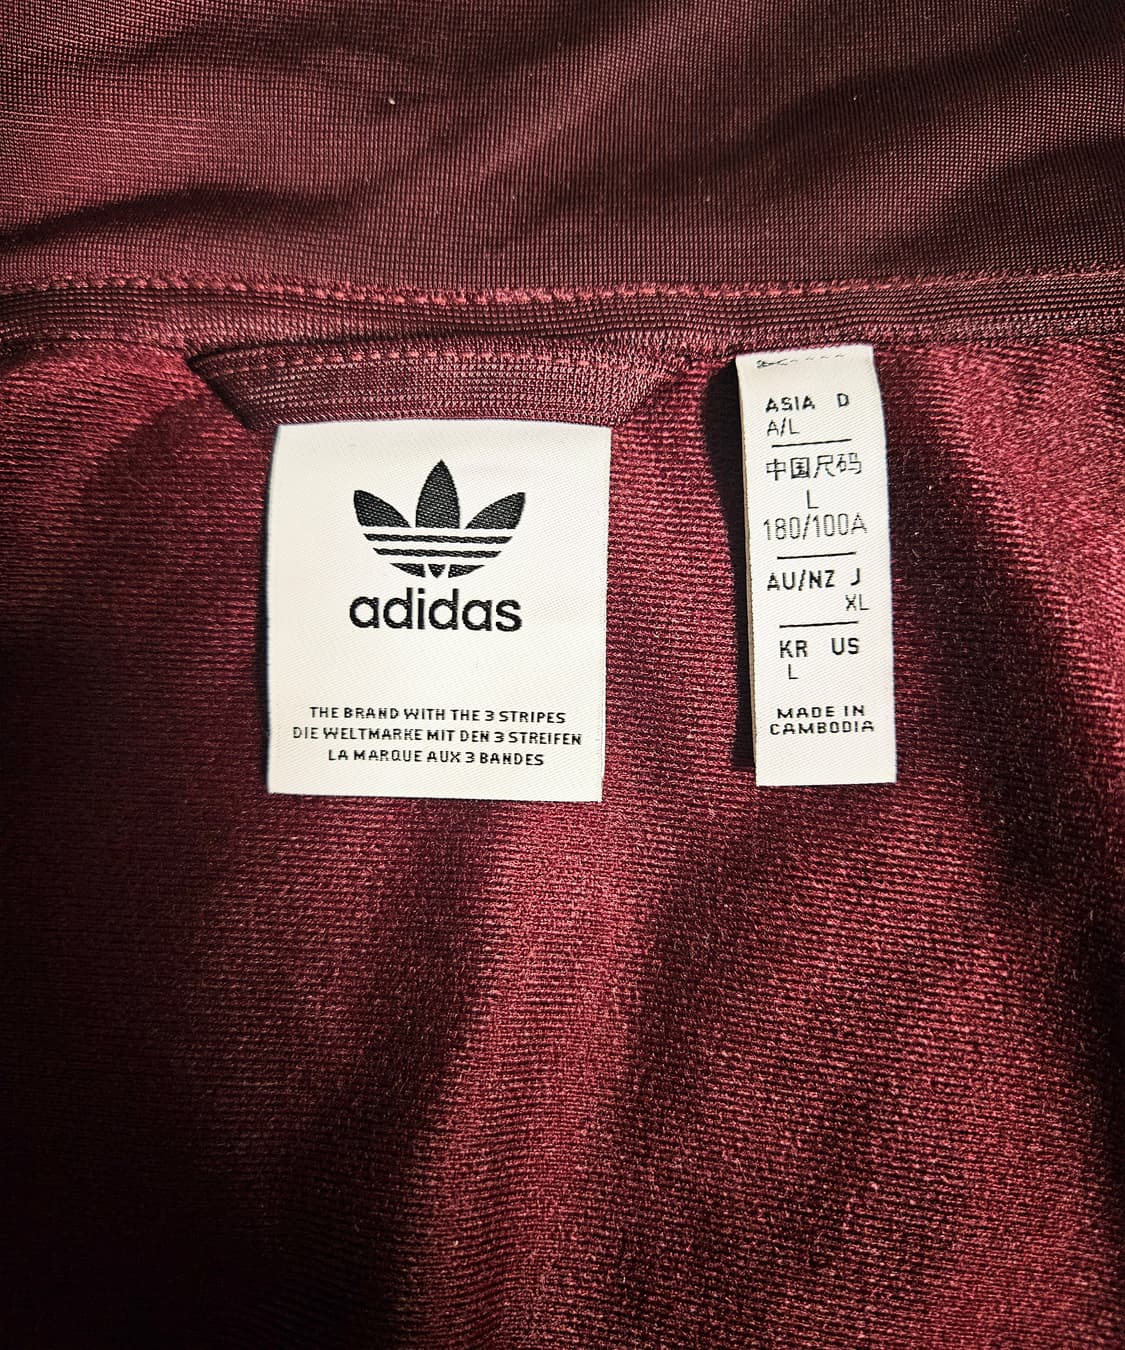 adidas
THE BRAND WITH THE 3 STRIPES
DIE WELTMARKE MIT DEN 3 STREIFEN
LA MARQUE AUX 3 BANDES
ASIA D
A/L
中国尺码
L
180/100A
AU/NZ J
XL
KR US
L
MADE IN
CAMBODIA